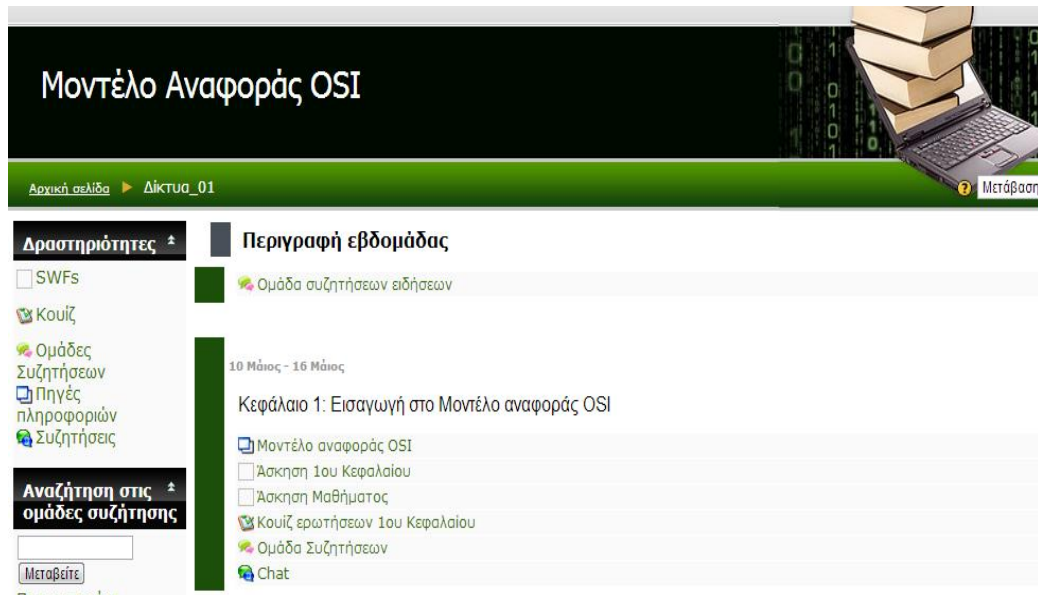 Μοντέλο Αναφοράς OSI
Αρχική σελίδα ► Δίκτυα_01
Μετάβαση
Δραστηριότητες
SWFs
Κουίζ
Ομάδες
Συζητήσεων
Πηγές
πληροφοριών
Συζητήσεις
Αναζήτηση στις
ομάδες συζήτησης
Μεταβείτε
Περιγραφή εβδομάδας
Ομάδα συζητήσεων ειδήσεων
10 Μάιος - 16 Μάιος
Κεφάλαιο 1: Εισαγωγή στο Μοντέλο αναφοράς OSI
Μοντέλο αναφοράς OSI
Άσκηση 1ου Κεφαλαίου
Άσκηση Μαθήματος
Κουίζ ερωτήσεων 1ου Κεφαλαίου
Ομάδα Συζητήσεων
Chat